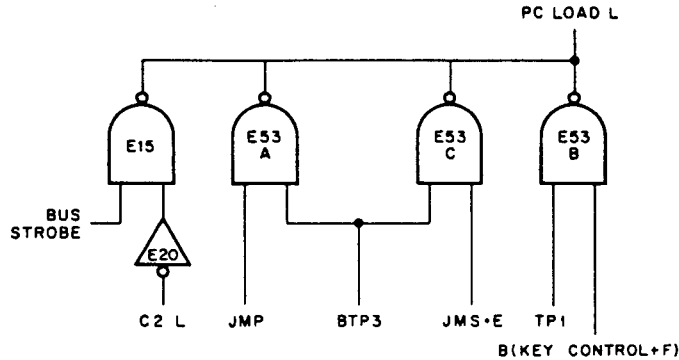 PC LOAD L
E15
E53
A
E53
C
E53
B
BUS
STROBE
E20
C2 L
JMP
BTP3
JMS+E
TP1
B(KEY CONTROL+F)